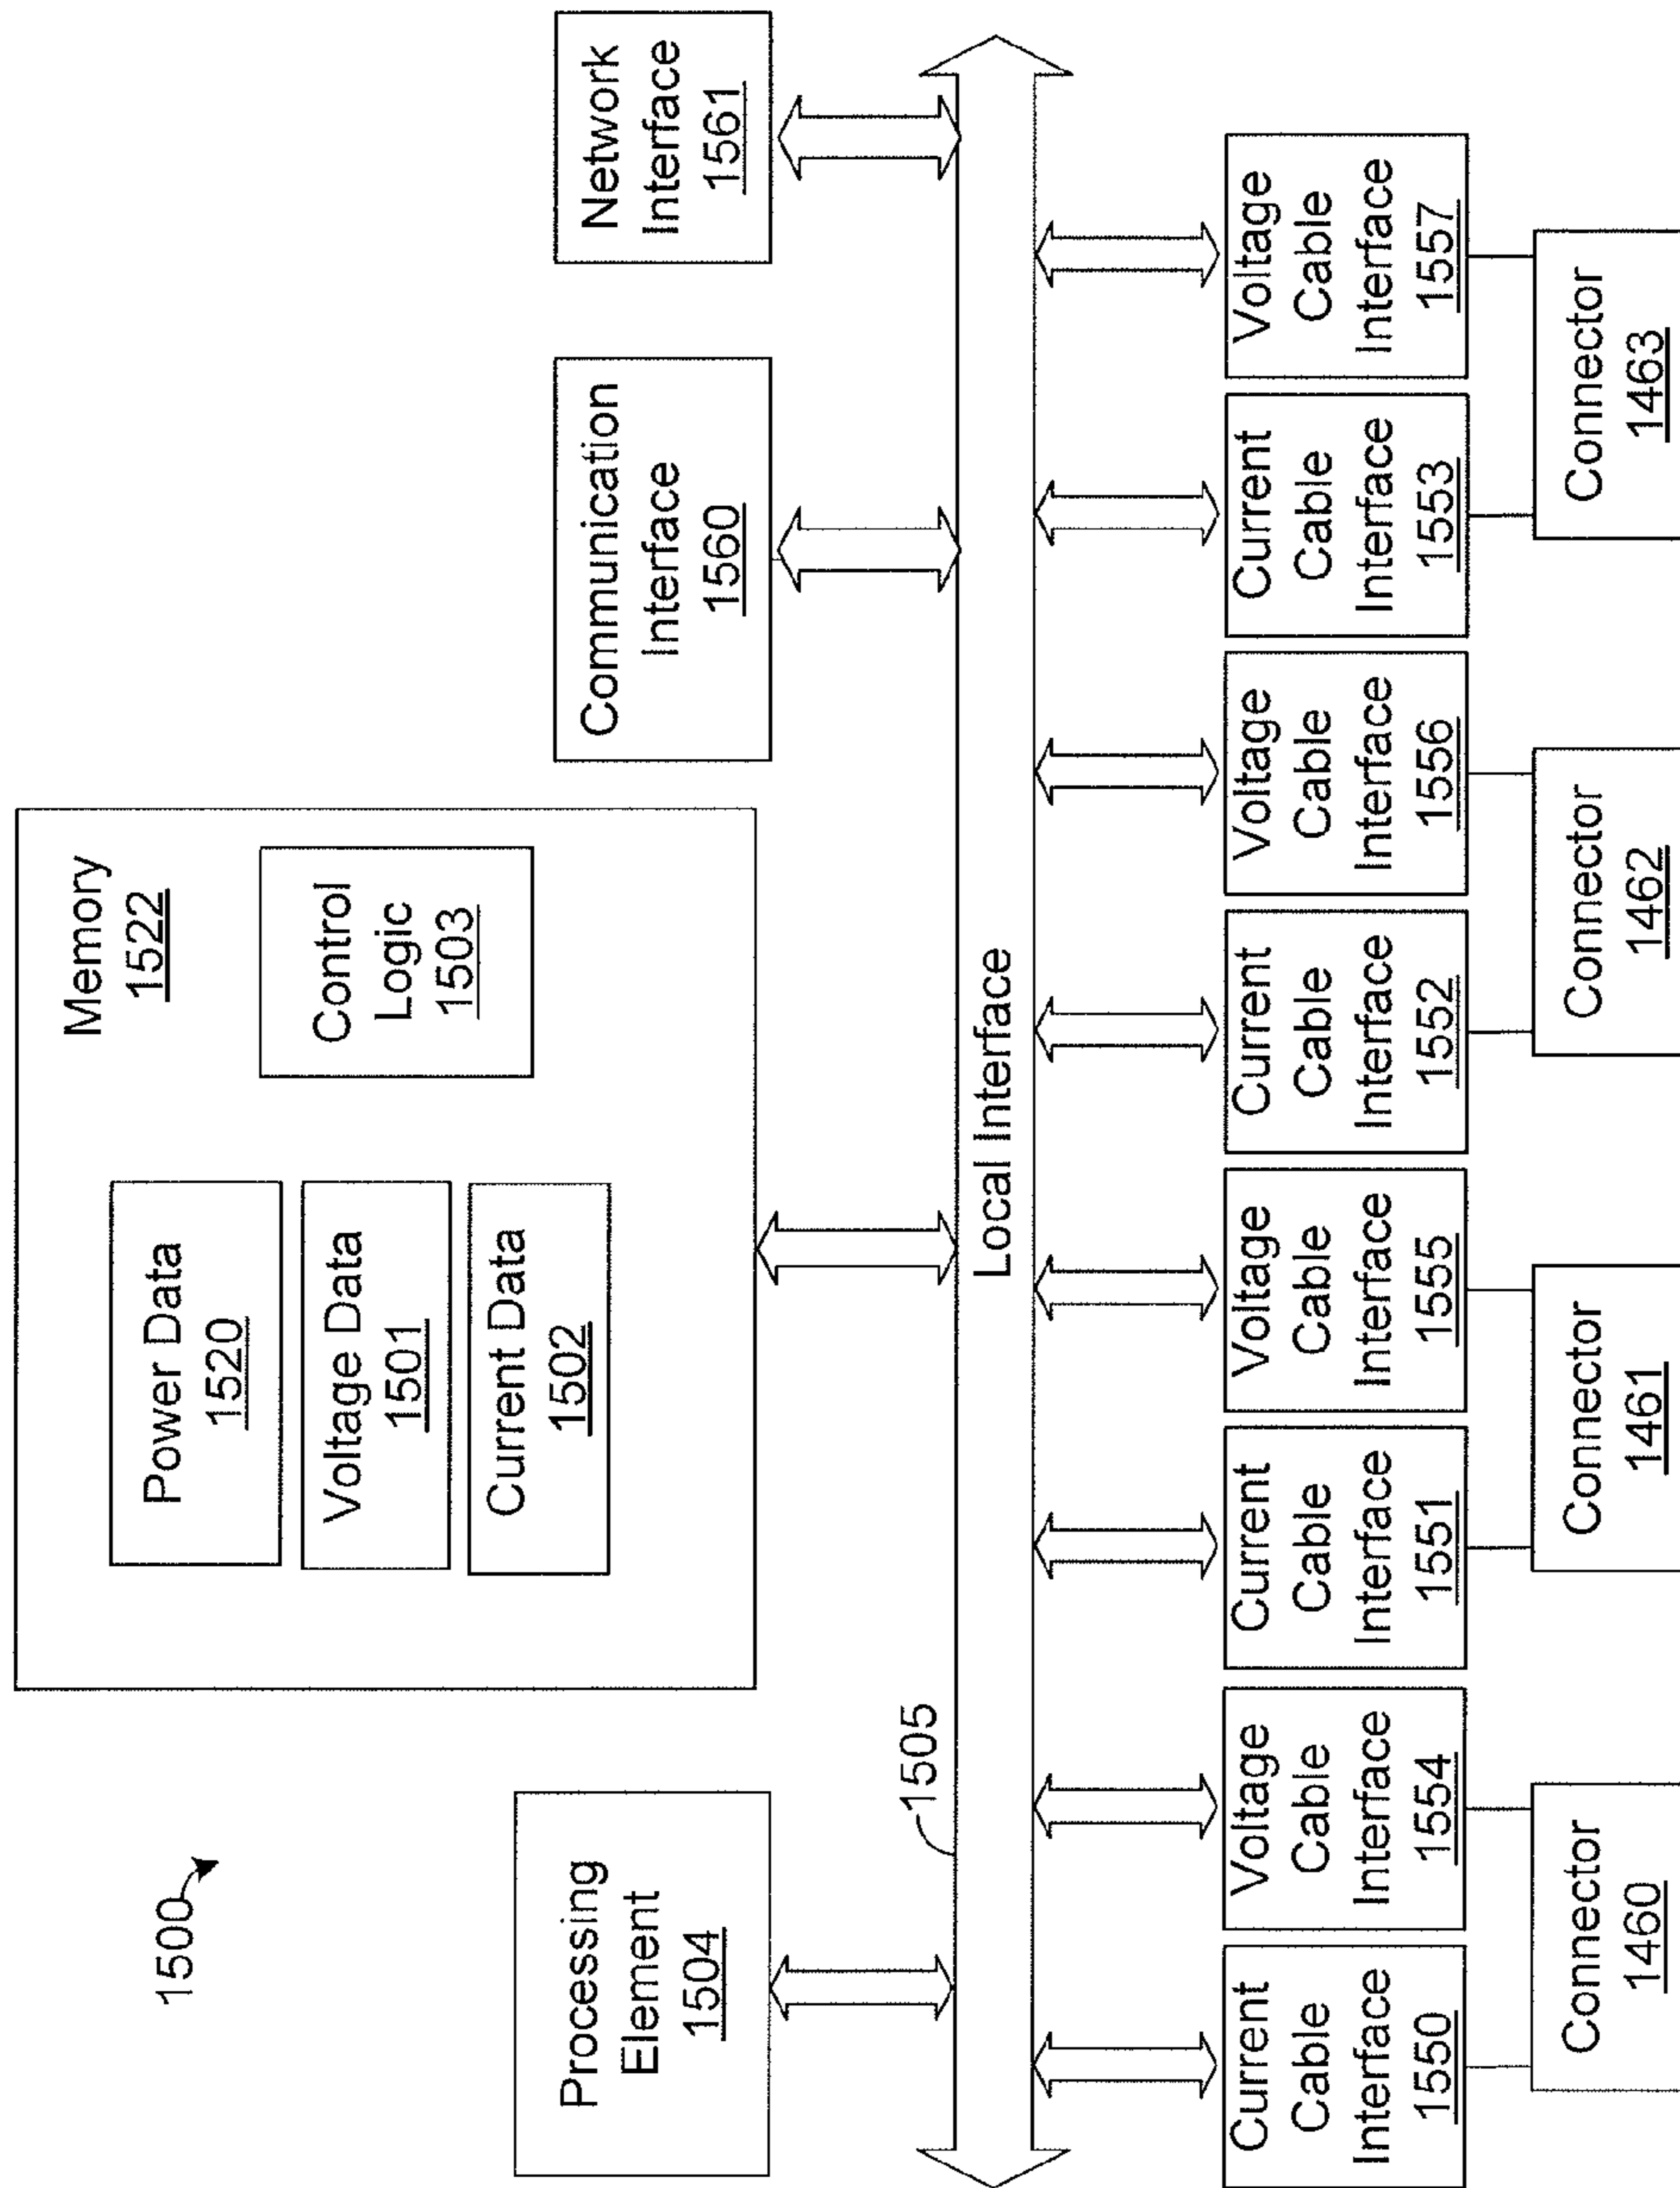 1500
Memory
1522
Power Data
1520
Voltage Data
1501
Current Data
1502
Control
Logic
1503
Processing
Element
1504
Communication
Interface
1560
Network
Interface
1561
1505
Local Interface
Current
Cable
Interface
1550
Voltage
Cable
Interface
1554
Current
Cable
Interface
1551
Voltage
Cable
Interface
1555
Current
Cable
Interface
1552
Voltage
Cable
Interface
1556
Current
Cable
Interface
1553
Voltage
Cable
Interface
1557
Connector
1460
Connector
1461
Connector
1462
Connector
1463